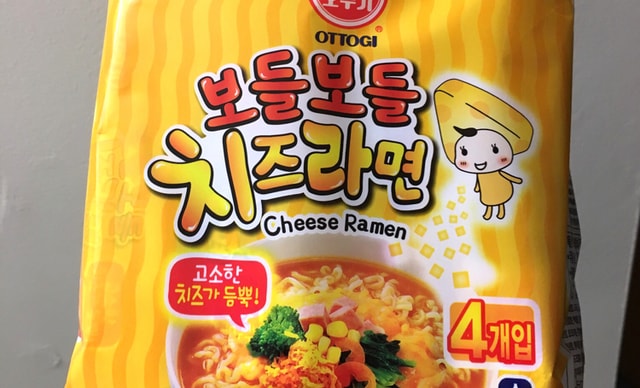 오뚜기
OTTOGI
보들보들
치즈라면
Cheese Ramen
고소한
치즈가 듬뿍!
4개입